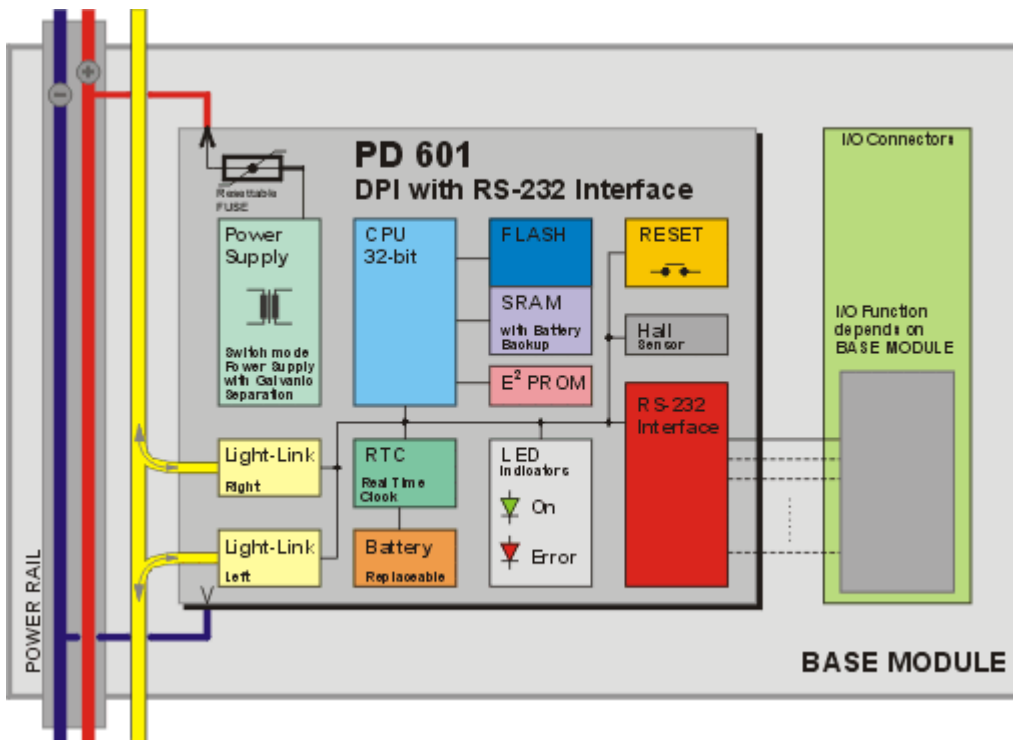 PD 601
DPI with RS-232 Interface
Resettable
FUSE
Power
Supply
Switch mode
Power Supply
with Galvanic
Separation
CPU
32-bit
FLASH
SRAM
with Battery
Backup
E² PROM
RESET
Hall
Sensor
RS-232
Interface
Light-Link
Right
Light-Link
Left
RTC
Real Time
Clock
Battery
Replaceable
LED
Indicators
On
Error
I/O Connectors
I/O Function
depends on
BASE MODULE
POWER RAIL
BASE MODULE